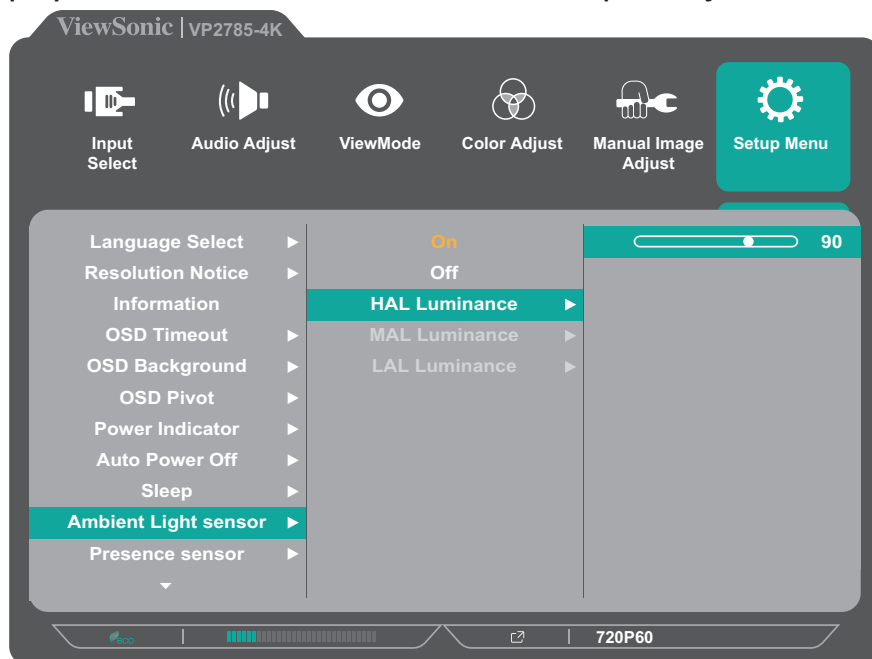 ViewSonic | VP2785-4K
Input Select
Audio Adjust
ViewMode
Color Adjust
Manual Image Adjust
Setup Menu
Language Select
Resolution Notice
Information
OSD Timeout
OSD Background
OSD Pivot
Power Indicator
Auto Power Off
Sleep
Ambient Light sensor
Presence sensor
On
Off
HAL Luminance
MAL Luminance
LAL Luminance
90
eco
720P60